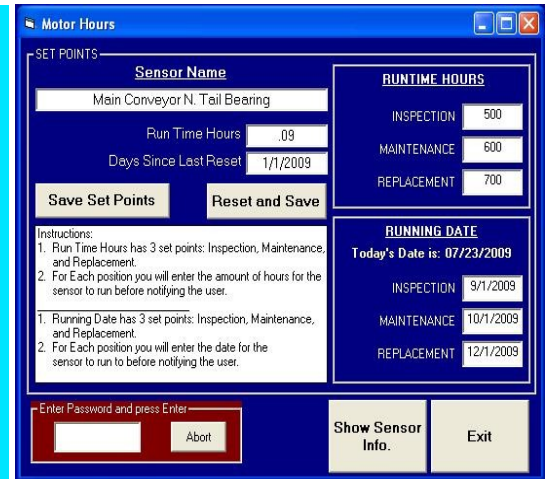 Motor Hours
SET POINTS
Sensor Name
Main Conveyor N. Tail Bearing
Run Time Hours .09
Days Since Last Reset 1/1/2009
Save Set Points Reset and Save
Instructions:
1. Run Time Hours has 3 set points: Inspection, Maintenance,
and Replacement.
2. For Each position you will enter the amount of hours for the
sensor to run before notifying the user.
1. Running Date has 3 set points: Inspection, Maintenance,
and Replacement.
2. For Each position you will enter the date for the
sensor to run to before notifying the user.
RUNTIME HOURS
INSPECTION 500
MAINTENANCE 600
REPLACEMENT 700
RUNNING DATE
Today's Date is: 07/23/2009
INSPECTION 9/1/2009
MAINTENANCE 10/1/2009
REPLACEMENT 12/1/2009
Enter Password and press Enter
Abort
Show Sensor
Info.
Exit